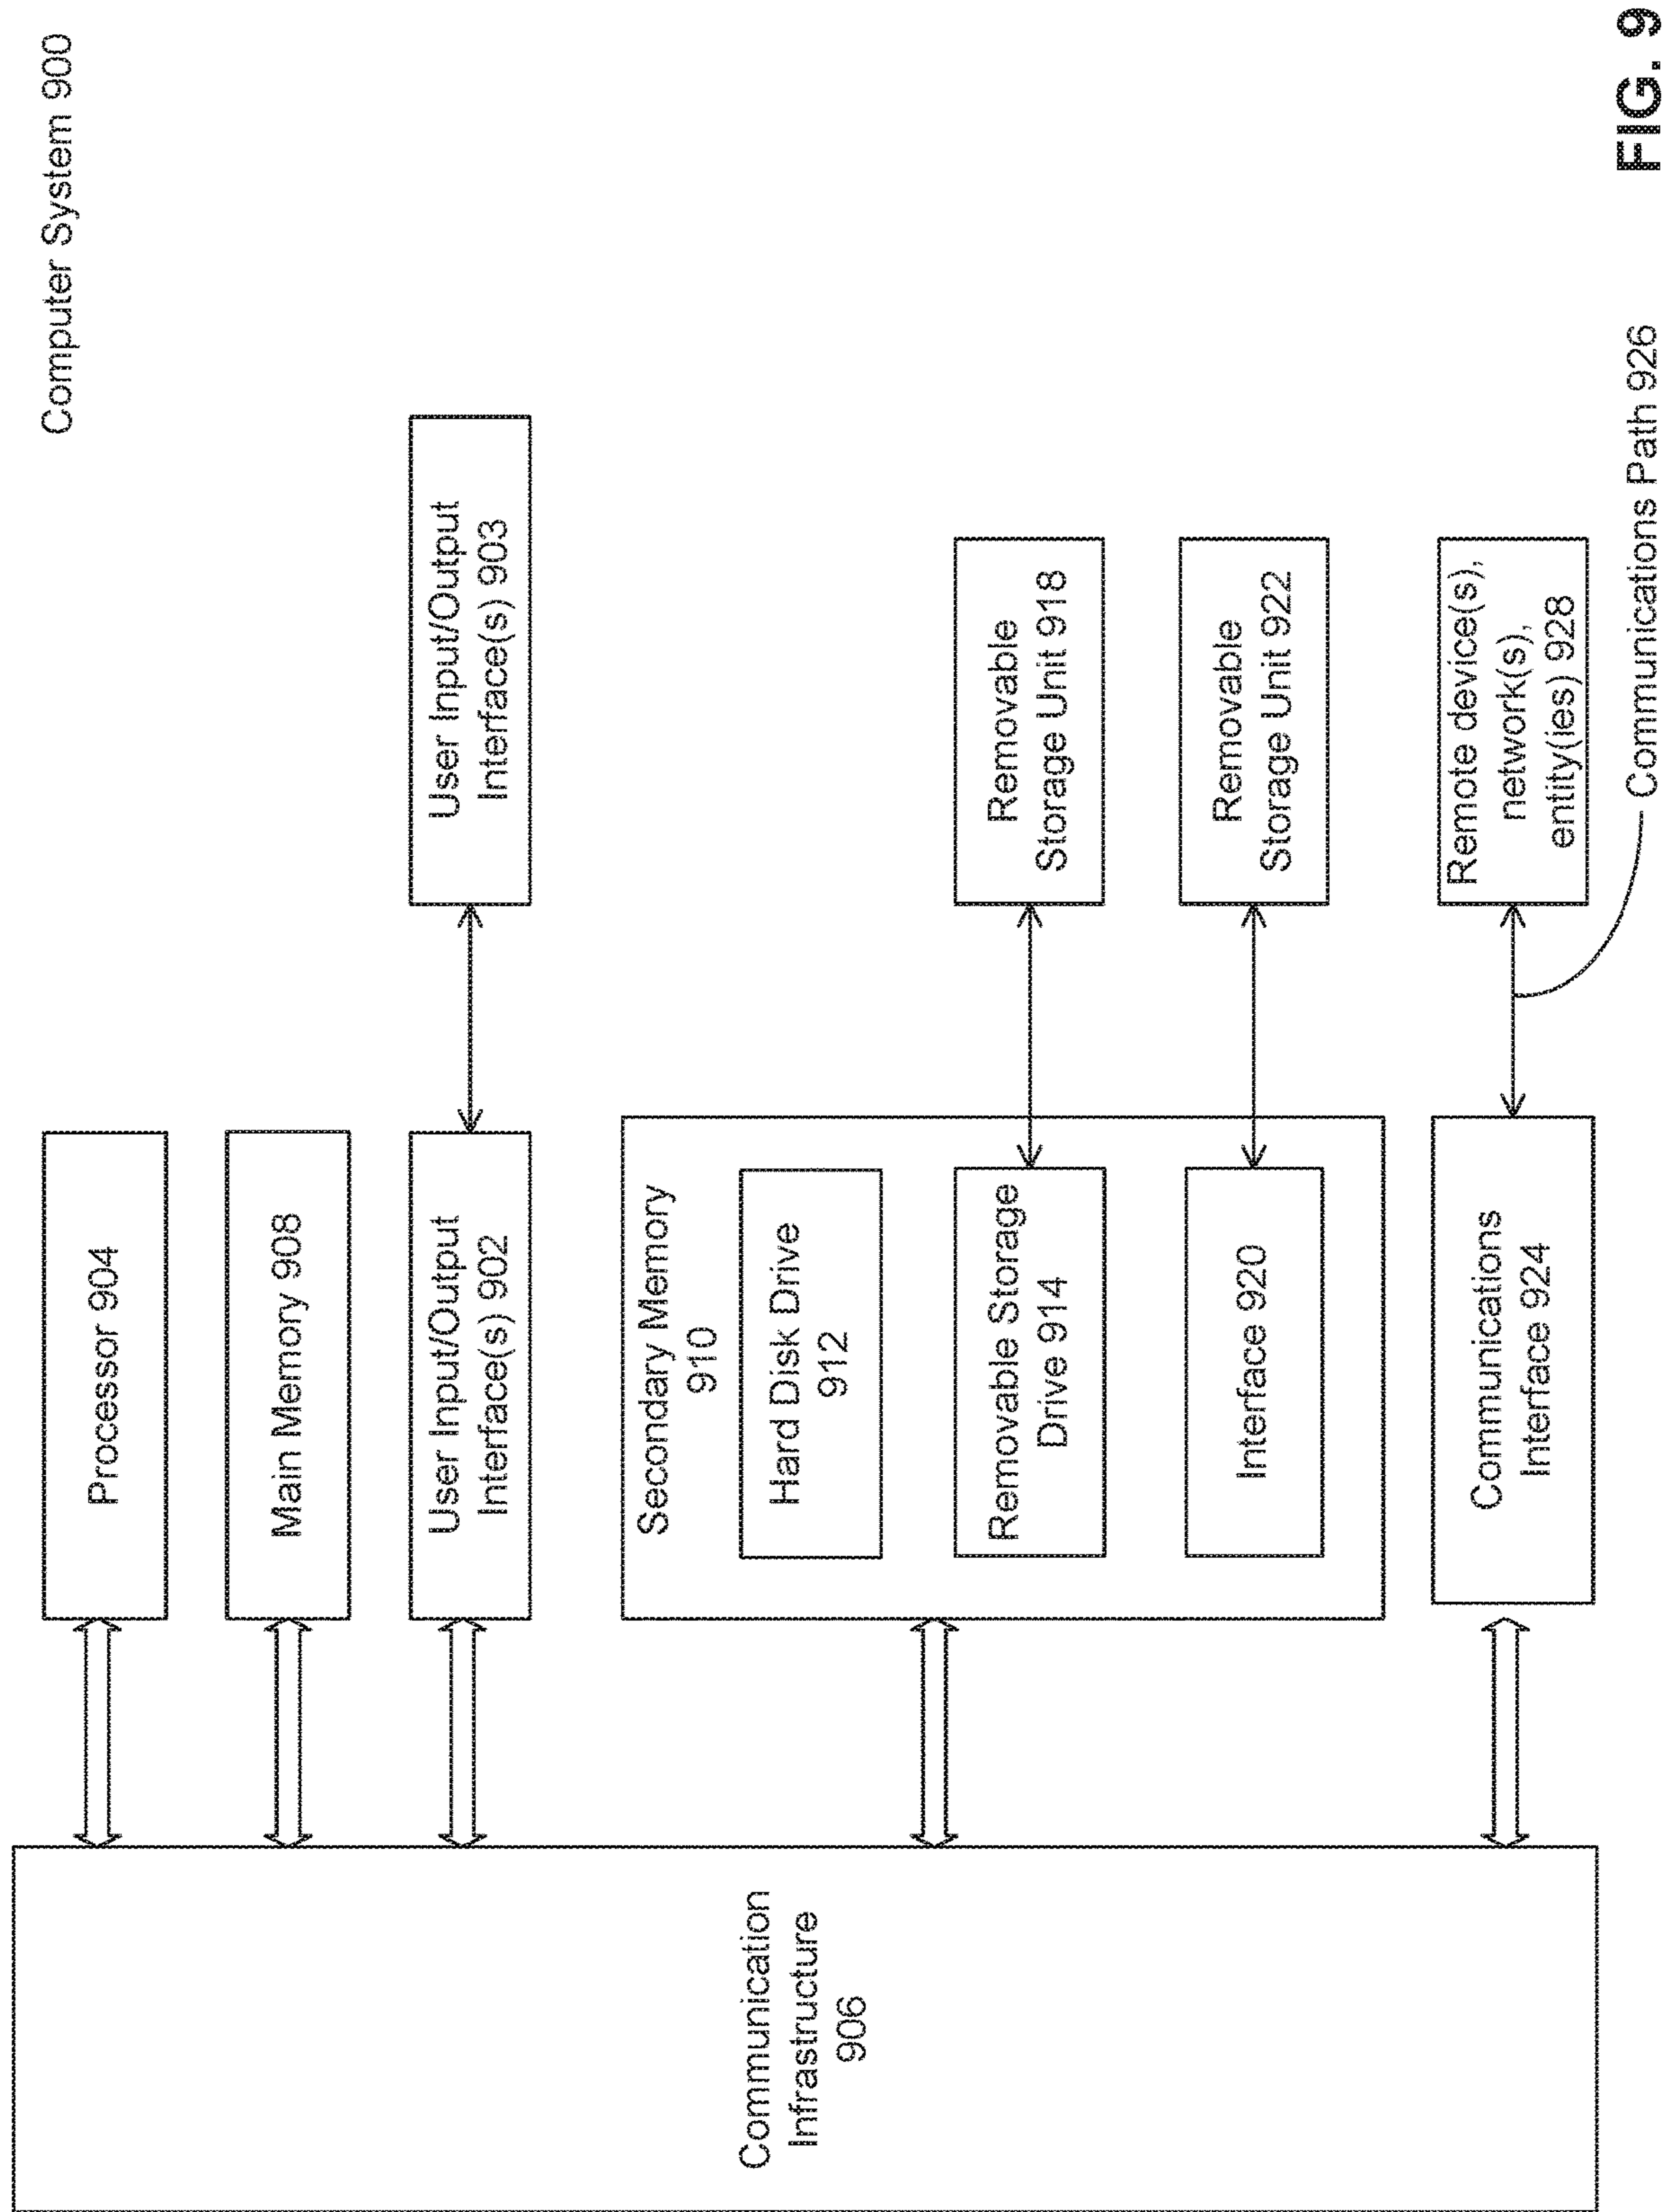 Computer System 900
Processor 904
Main Memory 908
User Input/Output
Interface(s) 902
User Input/Output
Interface(s) 903
Communication
Infrastructure
906
Secondary Memory
910
Hard Disk Drive
912
Removable Storage
Drive 914
Removable
Storage Unit 918
Interface 920
Removable
Storage Unit 922
Communications
Interface 924
Remote device(s),
network(s),
entity(ies) 928
Communications Path 926
FIG. 9